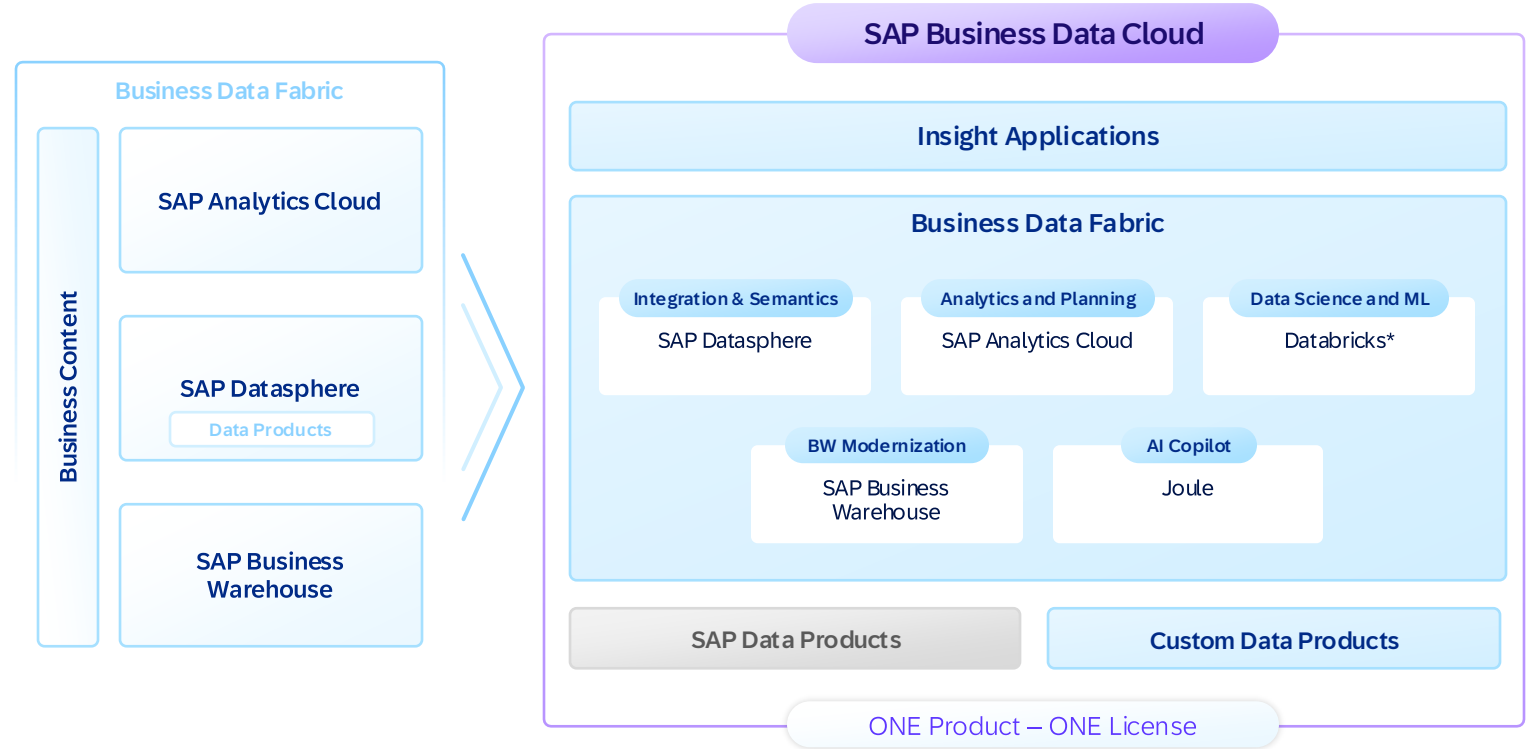 Business Data Fabric
Business Content
SAP Analytics Cloud
SAP Datasphere
Data Products
SAP Business
Warehouse
SAP Business Data Cloud
Insight Applications
Business Data Fabric
Integration & Semantics
SAP Datasphere
Analytics and Planning
SAP Analytics Cloud
Data Science and ML
Databricks*
BW Modernization
SAP Business
Warehouse
AI Copilot
Joule
SAP Data Products
Custom Data Products
ONE Product – ONE License